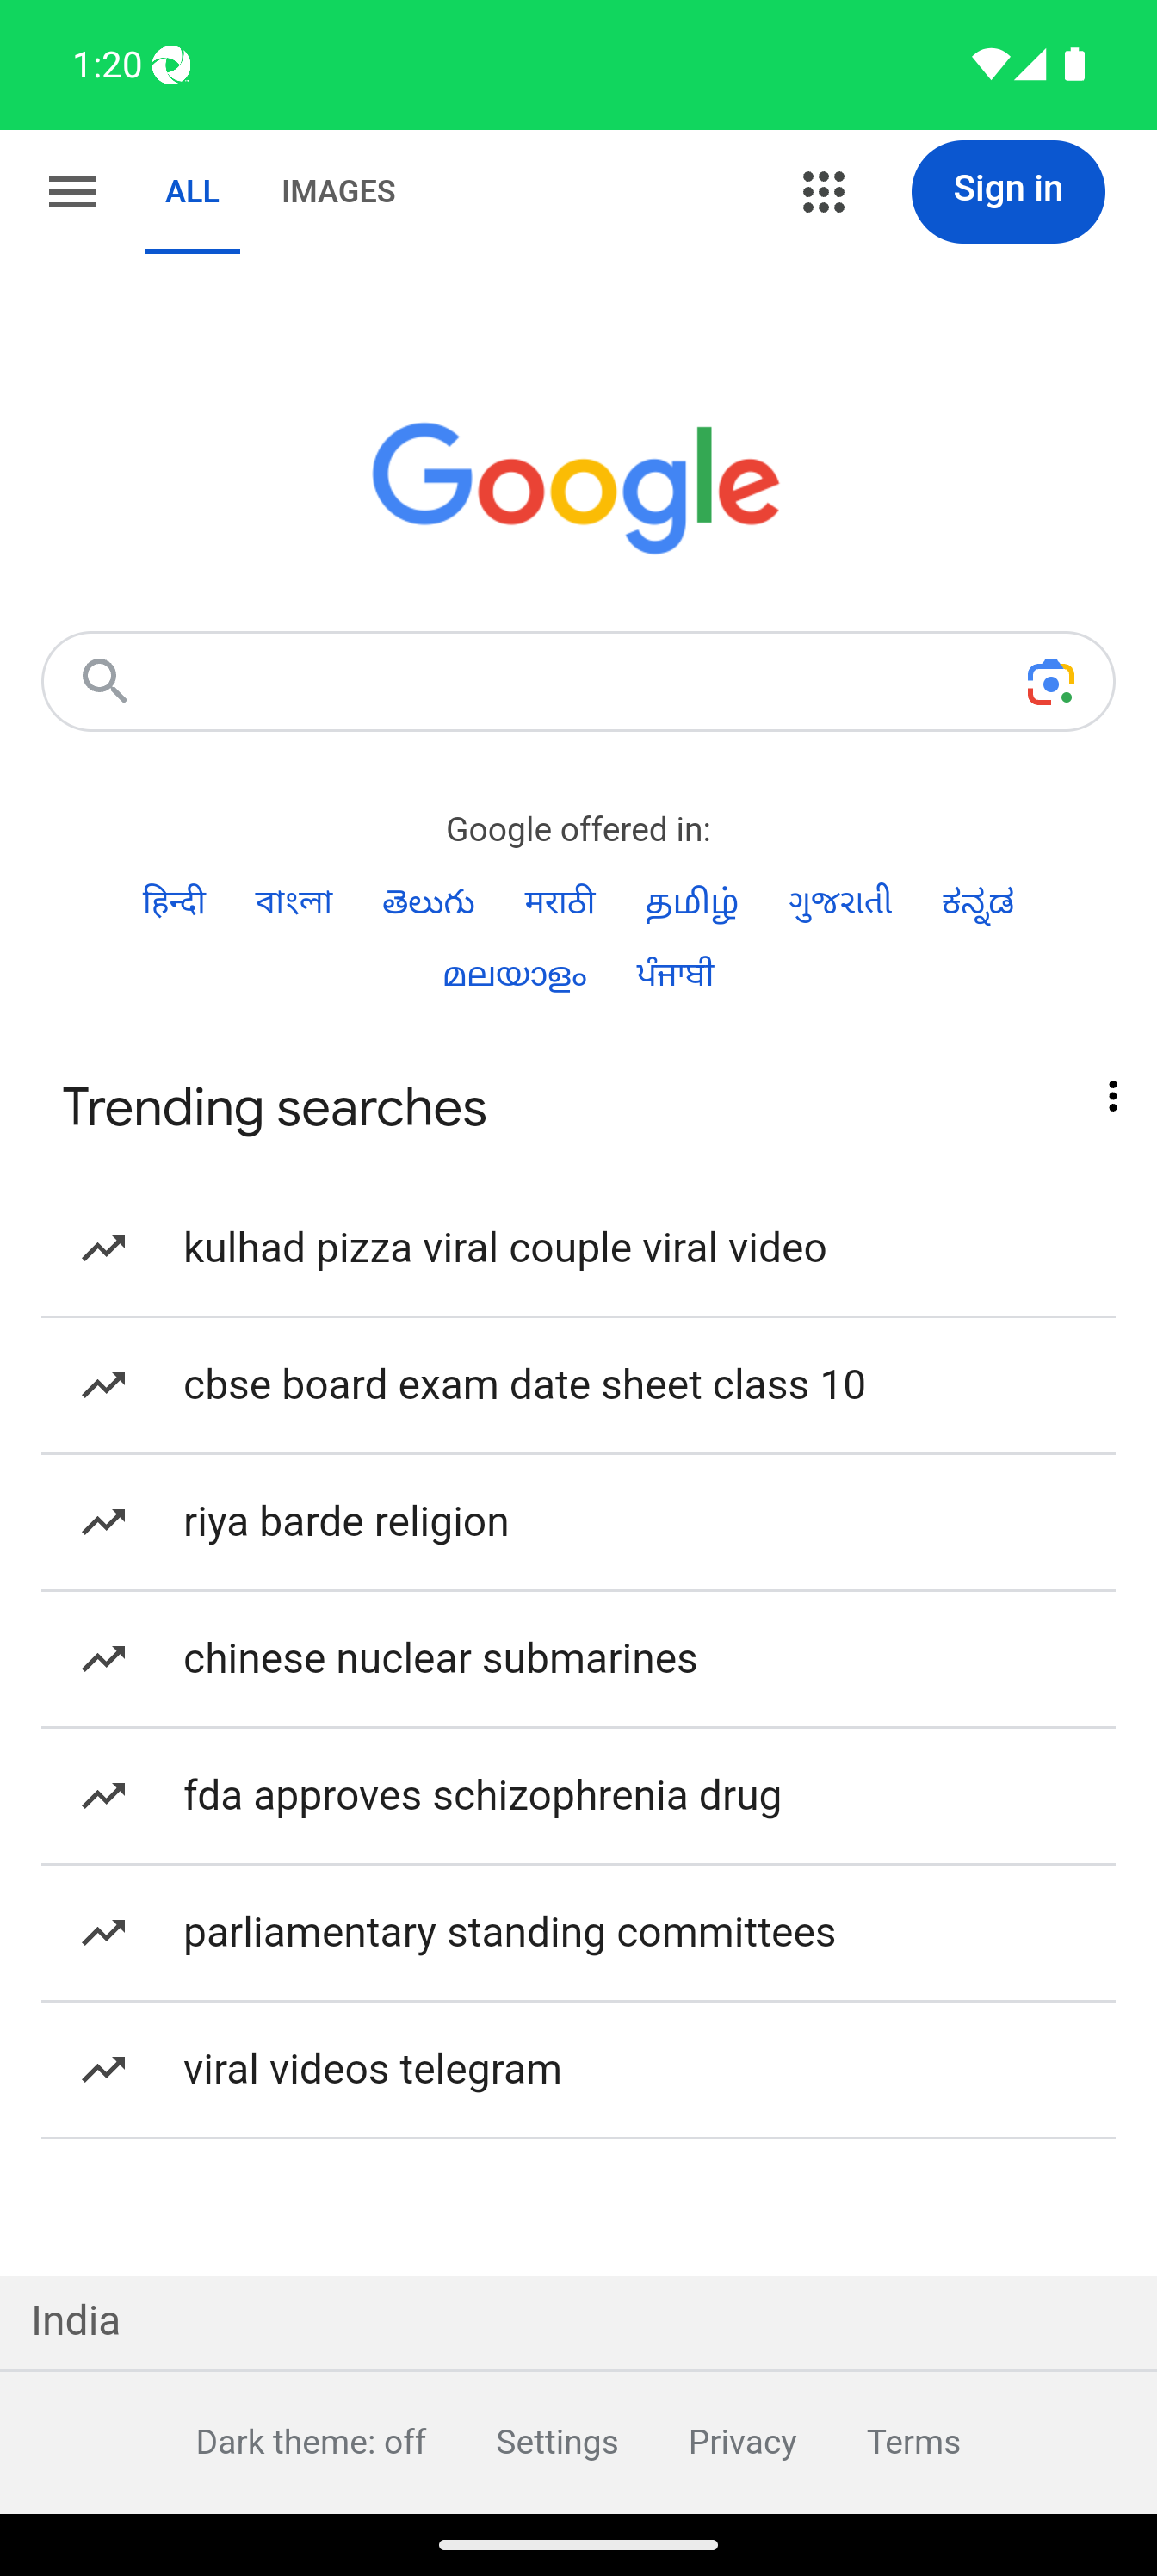 1:20
ALL IMAGES Sign in
Google
Google offered in:
हिन्दी বাংলা తెలుగు मराठी தமிழ் ગુજરાતી ಕನ್ನಡ
മലയാളം ਪੰਜਾਬੀ
Trending searches
kulhad pizza viral couple viral video
cbse board exam date sheet class 10
riya barde religion
chinese nuclear submarines
fda approves schizophrenia drug
parliamentary standing committees
viral videos telegram
India
Dark theme: off Settings Privacy Terms